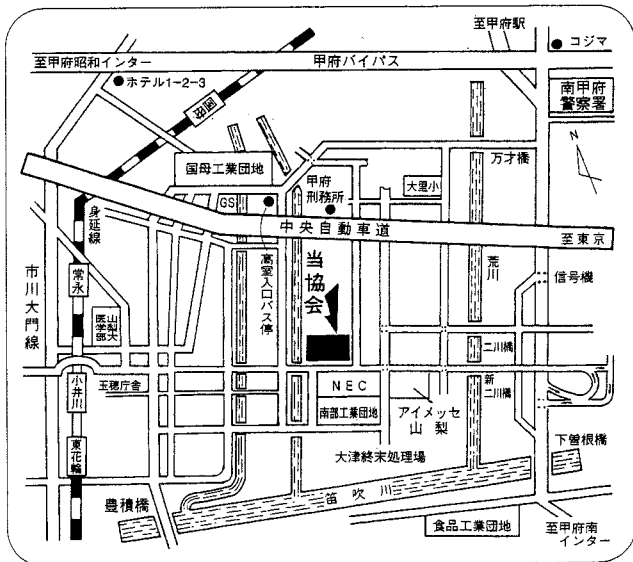 至甲府駅
コジマ
至甲府昭和インター
甲府バイパス
ホテル1-2-3
国母
南甲府
警察署
N
国母工業団地
万才橋
GS
甲府
刑務所
大里小
身延線
中央自動車道
至東京
市川大門線
常永
高室入口バス停
当協会
荒川
信号機
山梨大
医学部
二川橋
小井川
玉穂庁舎
NEC
新二川橋
南部工業団地
アイメッセ
山梨
東花輪
大津終末処理場
下曽根橋
豊積橋
笛吹川
食品工業団地
至甲府南
インター